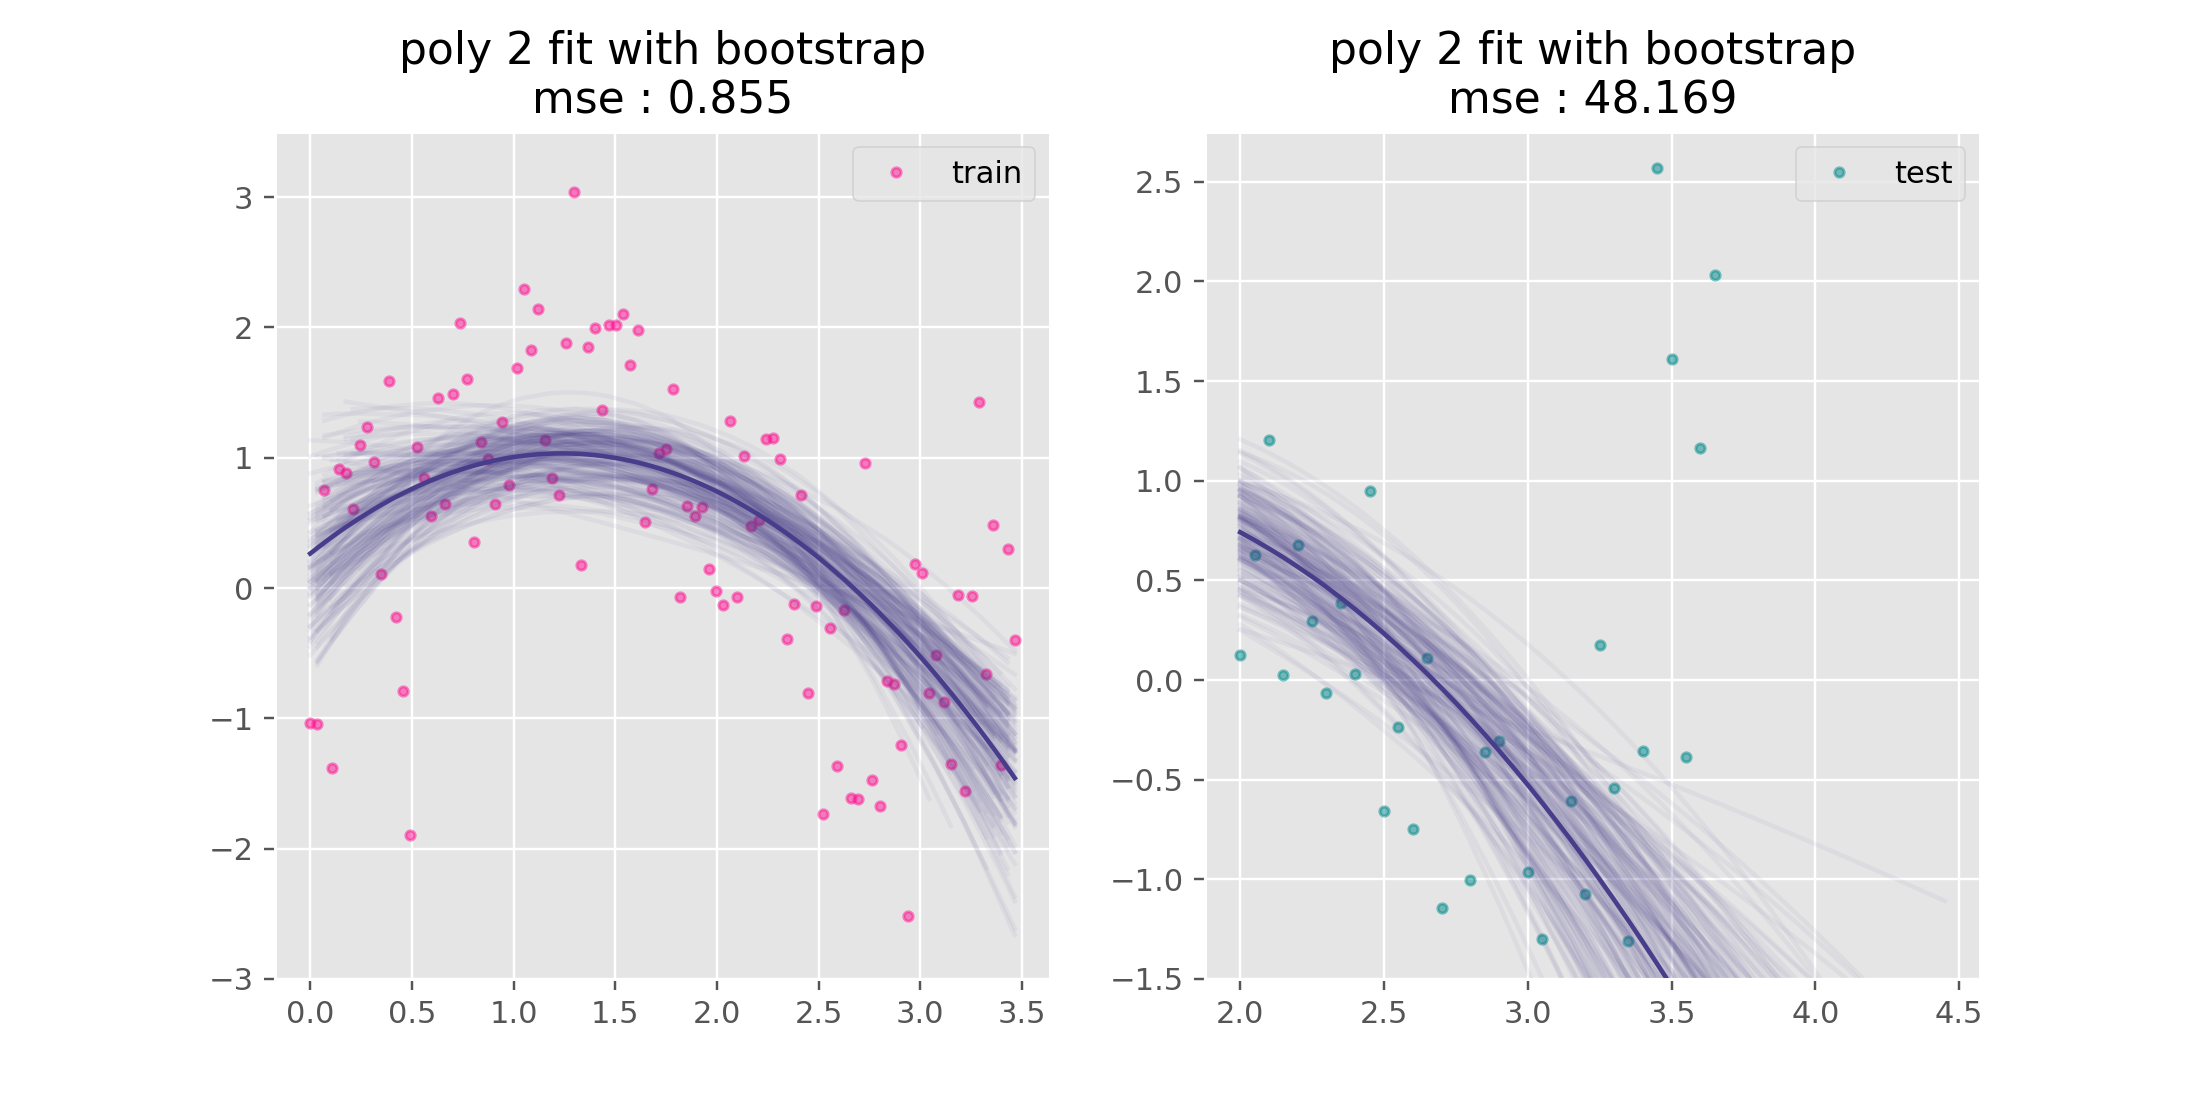 poly 2 fit with bootstrap
mse : 0.855
train
3
2
1
0
−1
−2
−3
0.0 0.5 1.0 1.5 2.0 2.5 3.0 3.5
poly 2 fit with bootstrap
mse : 48.169
test
2.5
2.0
1.5
1.0
0.5
0.0
−0.5
−1.0
−1.5
2.0 2.5 3.0 3.5 4.0 4.5